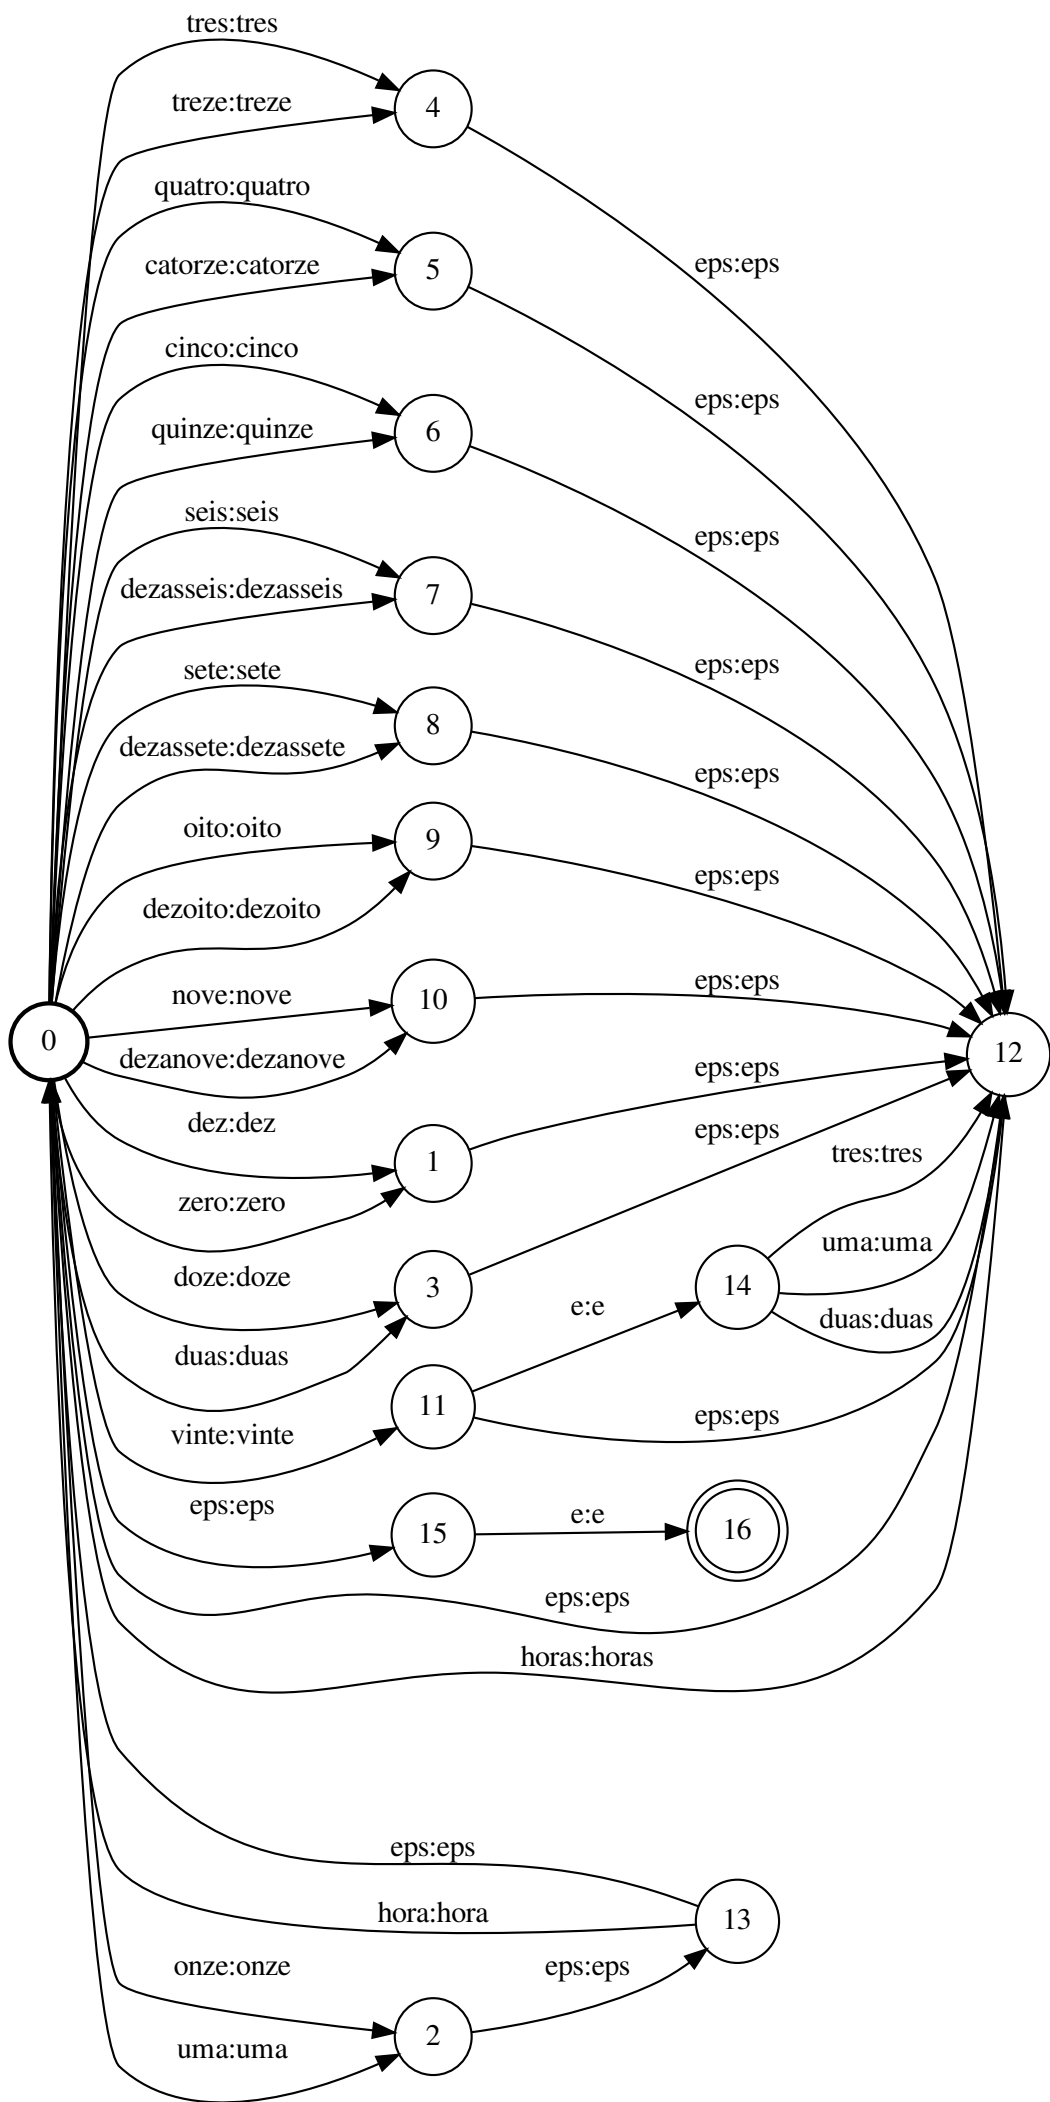 tres:tres
treze:treze
4
quatro:quatro
eps:eps
catorze:catorze
5
cinco:cinco
eps:eps
quinze:quinze
6
seis:seis
eps:eps
dezasseis:dezasseis
7
sete:sete
eps:eps
dezassete:dezassete
8
eps:eps
oito:oito
9
eps:eps
dezoito:dezoito
nove:nove
10
eps:eps
0
12
dezanove:dezanove
eps:eps
dez:dez
eps:eps
1
tres:tres
zero:zero
uma:uma
doze:doze
3
14
e:e
duas:duas
duas:duas
11
eps:eps
vinte:vinte
eps:eps
15
e:e
16
eps:eps
horas:horas
eps:eps
hora:hora
13
onze:onze
eps:eps
2
uma:uma